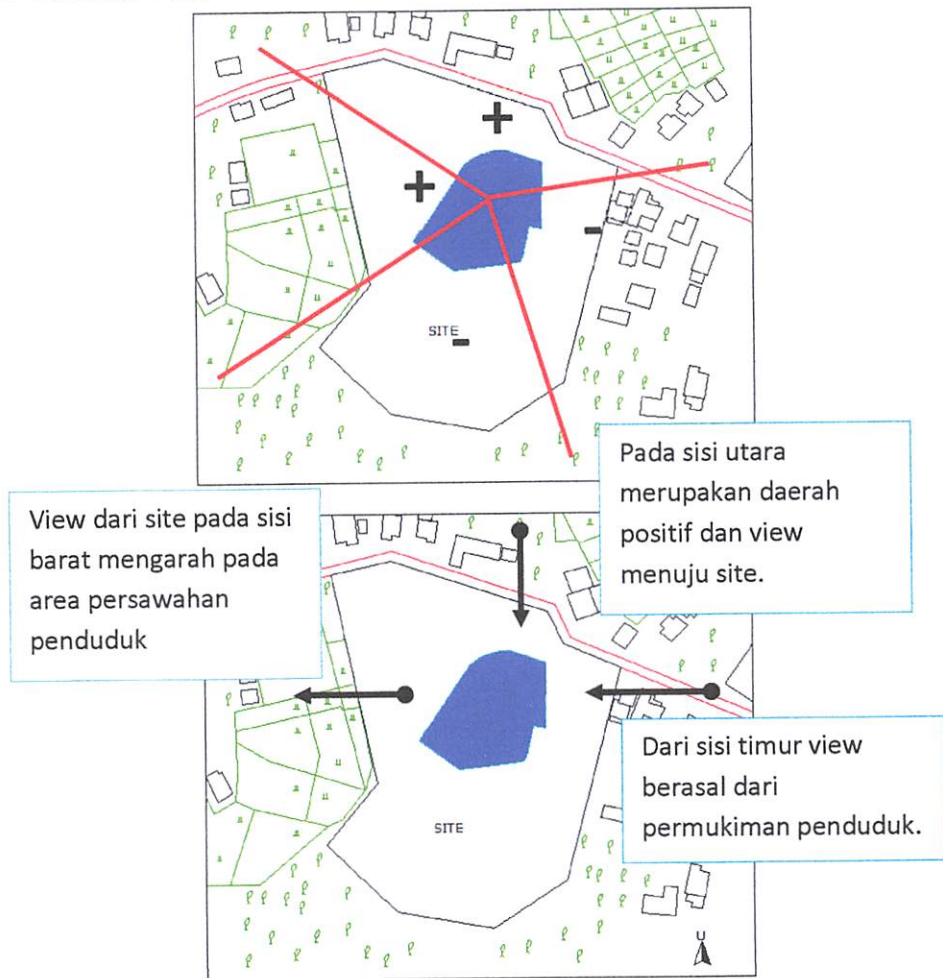 SITE
Pada sisi utara
merupakan daerah
positif dan view
menuju site.
View dari site pada sisi
barat mengarah pada
area persawahan
penduduk
Dari sisi timur view
berasal dari
permukiman penduduk.
SITE
U